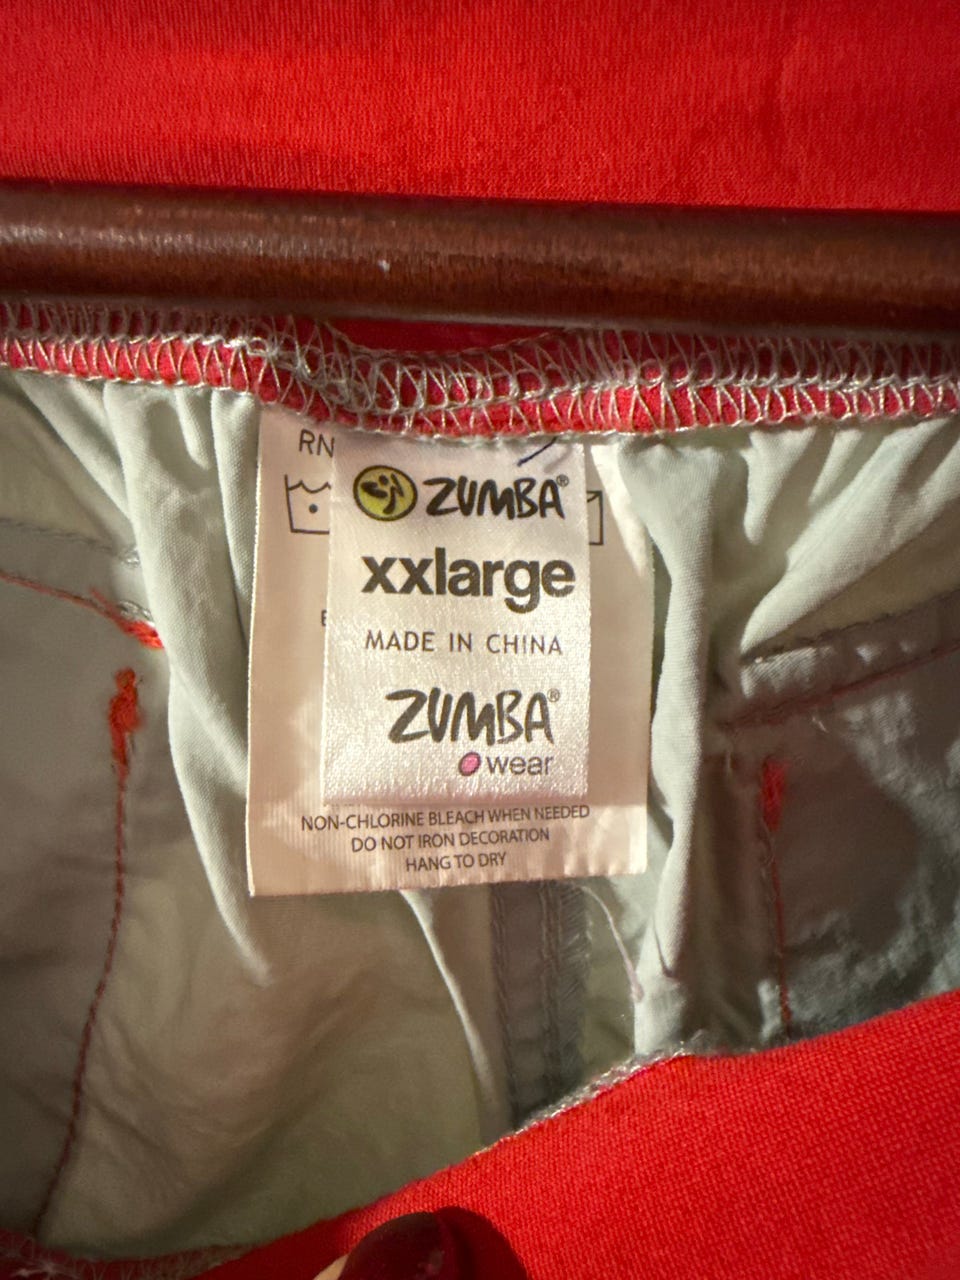 RN
ZUMBA®
xxlarge
MADE IN CHINA
ZUMBA®
wear
NON-CHLORINE BLEACH WHEN NEEDED
DO NOT IRON DECORATION
HANG TO DRY